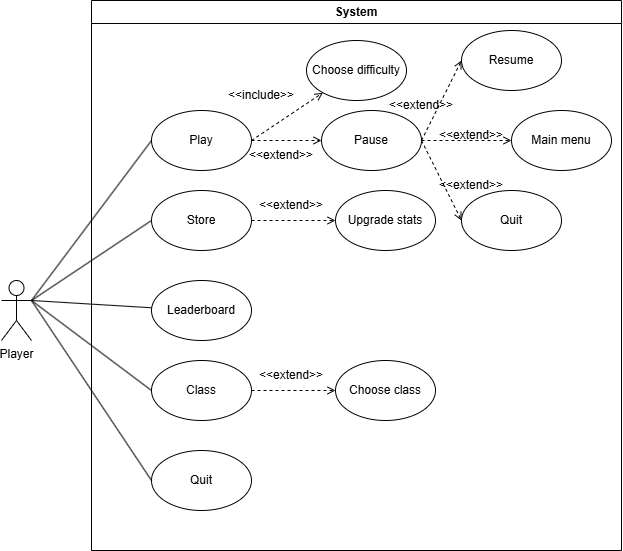 System
Choose difficulty
Resume
<<include>>
<<extend>>
Play
Pause
<<extend>>
Main menu
<<extend>>
<<extend>>
<<extend>>
Store
Upgrade stats
Quit
Leaderboard
Player
<<extend>>
Class
Choose class
Quit